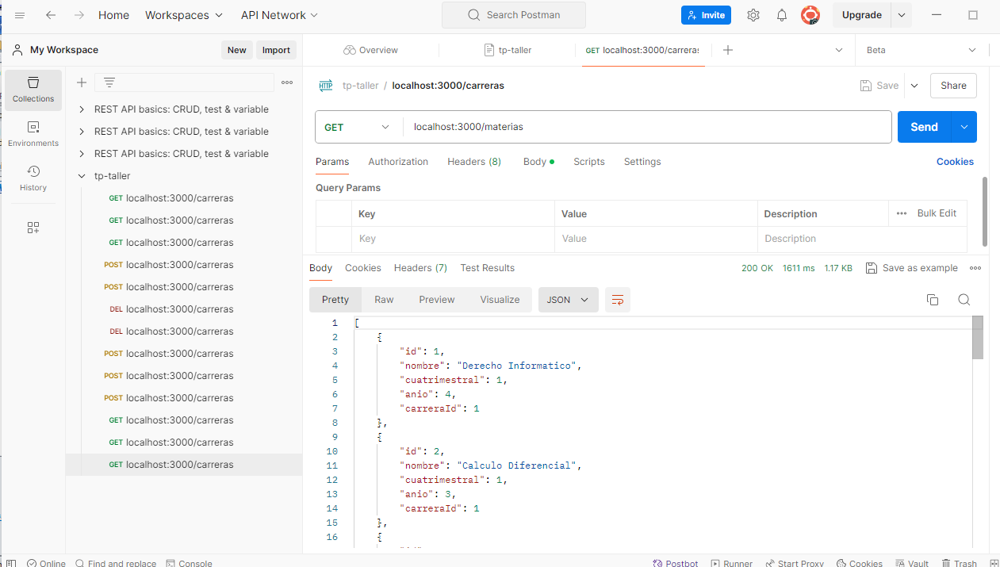 Home Workspaces API Network Search Postman Invite Upgrade
My Workspace New Import Overview tp-taller GET localhost:3000/carreras Beta
Collections
Environments
History
REST API basics: CRUD, test & variable
REST API basics: CRUD, test & variable
REST API basics: CRUD, test & variable
tp-taller
GET localhost:3000/carreras
GET localhost:3000/carreras
GET localhost:3000/carreras
POST localhost:3000/carreras
POST localhost:3000/carreras
DEL localhost:3000/carreras
DEL localhost:3000/carreras
POST localhost:3000/carreras
POST localhost:3000/carreras
POST localhost:3000/carreras
GET localhost:3000/carreras
GET localhost:3000/carreras
GET localhost:3000/carreras
HTTP tp-taller / localhost:3000/carreras Save Share
GET localhost:3000/materias Send
Params Authorization Headers (8) Body Scripts Settings Cookies
Query Params
Key Value Description Bulk Edit
Key Value Description
Body Cookies Headers (7) Test Results 200 OK 1611 ms 1.17 KB Save as example
Pretty Raw Preview Visualize JSON
1 [
2 {
3 "id": 1,
4 "nombre": "Derecho Informatico",
5 "cuatrimestral": 1,
6 "anio": 4,
7 "carreraId": 1
8 },
9 {
10 "id": 2,
11 "nombre": "Calculo Diferencial",
12 "cuatrimestral": 1,
13 "anio": 3,
14 "carreraId": 1
15 },
16 {
Online Find and replace Console Postbot Runner Start Proxy Cookies Vault Trash